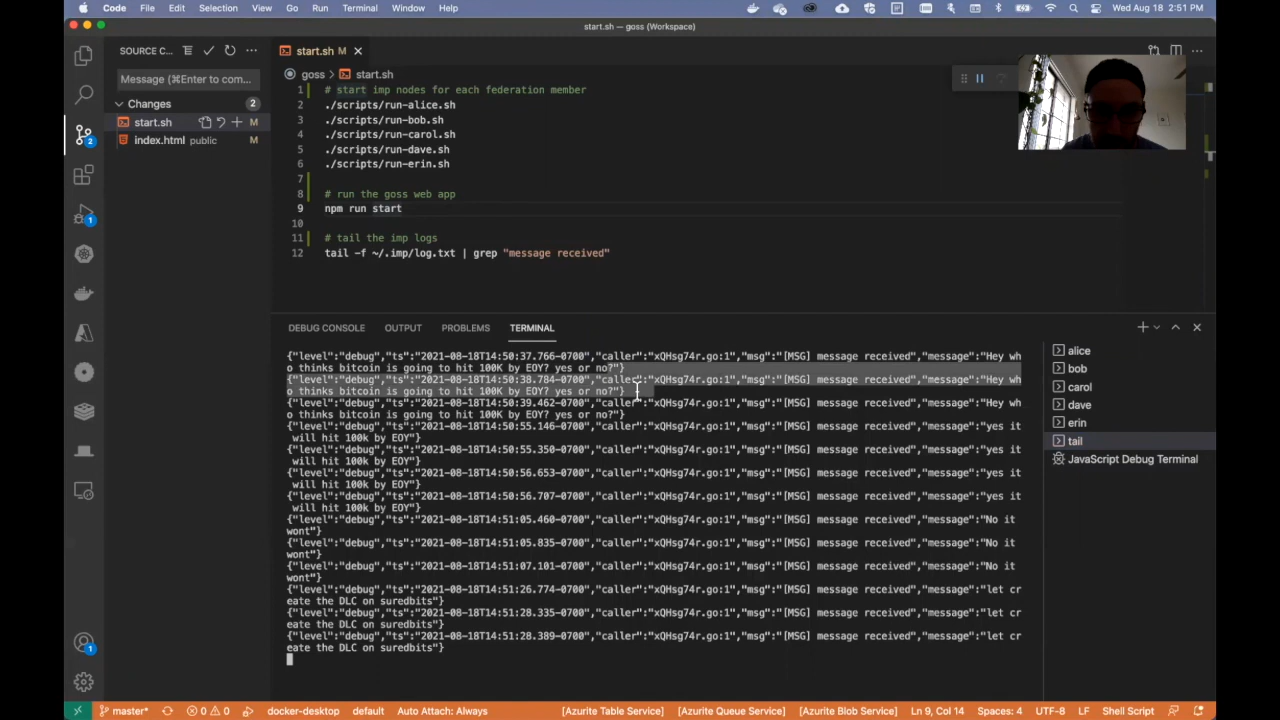 Code File Edit Selection View Go Run Terminal Window Help
Wed Aug 18 2:51 PM
start.sh — goss (Workspace)
SOURCE C...
start.sh M
Message (⌘Enter to com...
goss > start.sh
Changes 2
start.sh M
index.html public M
1 # start imp nodes for each federation member
2 ./scripts/run-alice.sh
3 ./scripts/run-bob.sh
4 ./scripts/run-carol.sh
5 ./scripts/run-dave.sh
6 ./scripts/run-erin.sh
7
8 # run the goss web app
9 npm run start
10
11 # tail the imp logs
12 tail -f ~/.imp/log.txt | grep "message received"
2
1
1
DEBUG CONSOLE OUTPUT PROBLEMS TERMINAL
{"level":"debug","ts":"2021-08-18T14:50:37.766-0700","caller":"xQHsg74r.go:1","msg":"[MSG] message received","message":"Hey wh
o thinks bitcoin is going to hit 100K by EOY? yes or no?"}
{"level":"debug","ts":"2021-08-18T14:50:38.784-0700","caller":"xQHsg74r.go:1","msg":"[MSG] message received","message":"Hey wh
o thinks bitcoin is going to hit 100K by EOY? yes or no?"}
{"level":"debug","ts":"2021-08-18T14:50:39.462-0700","caller":"xQHsg74r.go:1","msg":"[MSG] message received","message":"Hey wh
o thinks bitcoin is going to hit 100K by EOY? yes or no?"}
{"level":"debug","ts":"2021-08-18T14:50:55.146-0700","caller":"xQHsg74r.go:1","msg":"[MSG] message received","message":"yes it
will hit 100k by EOY"}
{"level":"debug","ts":"2021-08-18T14:50:55.350-0700","caller":"xQHsg74r.go:1","msg":"[MSG] message received","message":"yes it
will hit 100k by EOY"}
{"level":"debug","ts":"2021-08-18T14:50:56.653-0700","caller":"xQHsg74r.go:1","msg":"[MSG] message received","message":"yes it
will hit 100k by EOY"}
{"level":"debug","ts":"2021-08-18T14:50:56.707-0700","caller":"xQHsg74r.go:1","msg":"[MSG] message received","message":"yes it
will hit 100k by EOY"}
{"level":"debug","ts":"2021-08-18T14:51:05.460-0700","caller":"xQHsg74r.go:1","msg":"[MSG] message received","message":"No it
wont"}
{"level":"debug","ts":"2021-08-18T14:51:05.835-0700","caller":"xQHsg74r.go:1","msg":"[MSG] message received","message":"No it
wont"}
{"level":"debug","ts":"2021-08-18T14:51:07.101-0700","caller":"xQHsg74r.go:1","msg":"[MSG] message received","message":"No it
wont"}
{"level":"debug","ts":"2021-08-18T14:51:26.774-0700","caller":"xQHsg74r.go:1","msg":"[MSG] message received","message":"let cr
eate the DLC on suredbits"}
{"level":"debug","ts":"2021-08-18T14:51:28.335-0700","caller":"xQHsg74r.go:1","msg":"[MSG] message received","message":"let cr
eate the DLC on suredbits"}
{"level":"debug","ts":"2021-08-18T14:51:28.389-0700","caller":"xQHsg74r.go:1","msg":"[MSG] message received","message":"let cr
eate the DLC on suredbits"}
alice
bob
carol
dave
erin
tail
JavaScript Debug Terminal
master* 0 0 docker-desktop default Auto Attach: Always [Azurite Table Service] [Azurite Queue Service] [Azurite Blob Service] Ln 9, Col 14 Spaces: 4 UTF-8 LF Shell Script